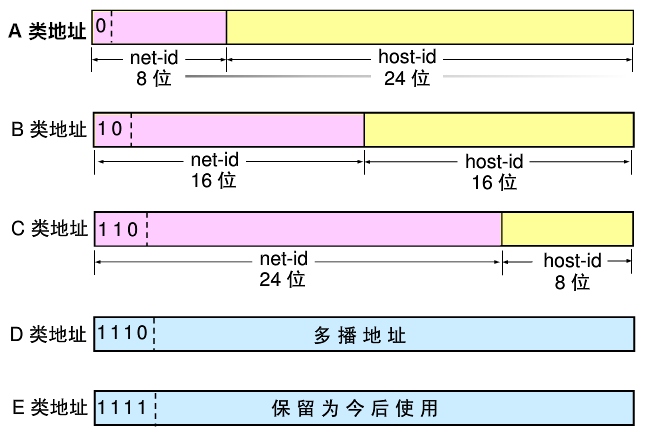 A 类地址
0
net-id
8 位
host-id
24 位
B 类地址
10
net-id
16 位
host-id
16 位
C 类地址
110
net-id
24 位
host-id
8 位
D 类地址
1110
多播地址
E 类地址
1111
保留为今后使用